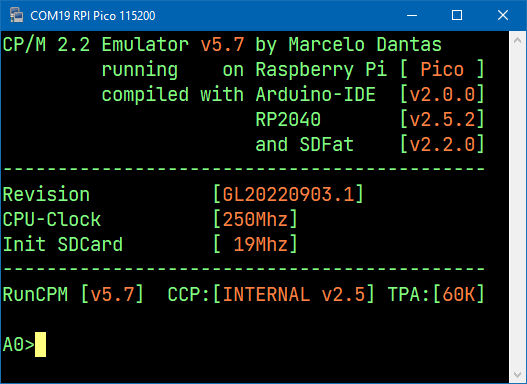 COM19 RPI Pico 115200
CP/M 2.2 Emulator v5.7 by Marcelo Dantas
running on Raspberry Pi [ Pico ]
compiled with Arduino-IDE [v2.0.0]
RP2040 [v2.5.2]
and SDFat [v2.2.0]
--------------------------------------------
Revision [GL20220903.1]
CPU-Clock [250Mhz]
Init SDCard [ 19Mhz]
--------------------------------------------
RunCPM [v5.7] CCP:[INTERNAL v2.5] TPA:[60K]
A0>